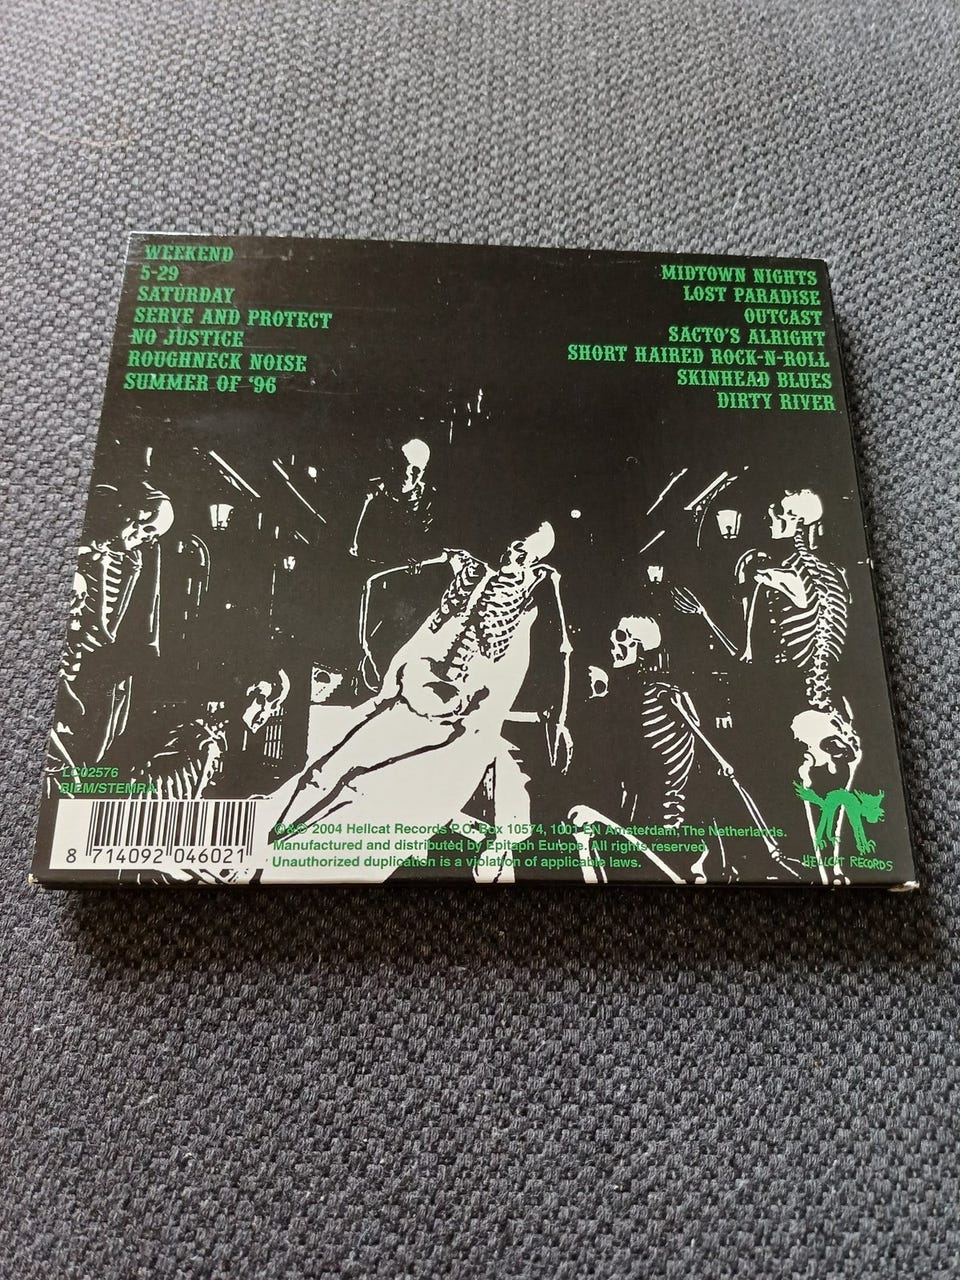 WEEKEND
5-29
SATURDAY
SERVE AND PROTECT
NO JUSTICE
ROUGHNECK NOISE
SUMMER OF '96
MIDTOWN NIGHTS
LOST PARADISE
OUTCAST
SACTO'S ALRIGHT
SHORT HAIRED ROCK-N-ROLL
SKINHEAD BLUES
DIRTY RIVER
LC02576
BIEM/STEMRA
8 714092 046021
℗&© 2004 Hellcat Records P.O. Box 10574, 1001 EN Amsterdam, The Netherlands.
Manufactured and distributed by Epitaph Europe. All rights reserved.
Unauthorized duplication is a violation of applicable laws.
HELLCAT RECORDS